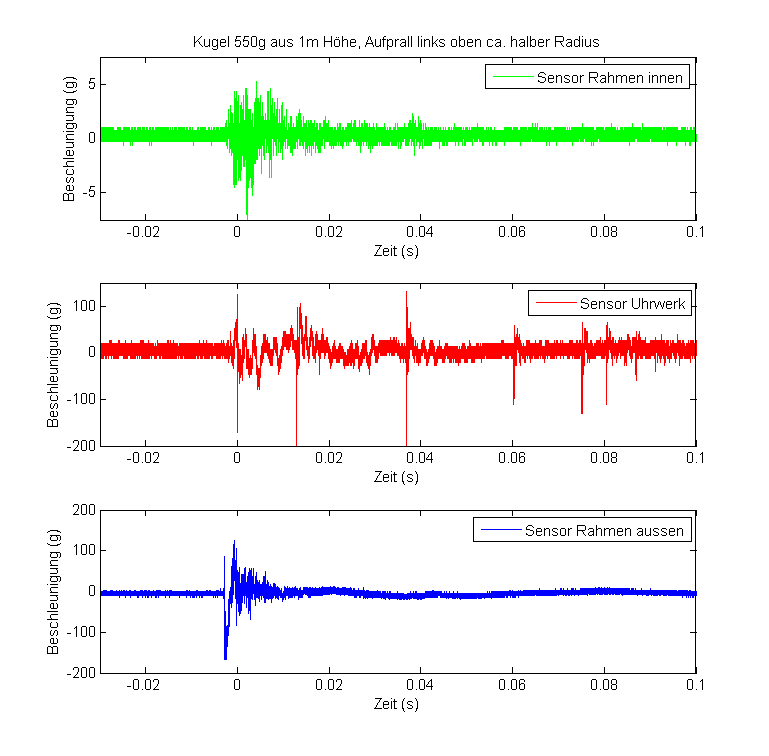 Kugel 550g aus 1m Höhe, Aufprall links oben ca. halber Radius
Sensor Rahmen innen
Beschleunigung (g)
5
0
-5
-0.02 0 0.02 0.04 0.06 0.08 0.1
Zeit (s)
Sensor Uhrwerk
Beschleunigung (g)
100
0
-100
-200
-0.02 0 0.02 0.04 0.06 0.08 0.1
Zeit (s)
Sensor Rahmen aussen
Beschleunigung (g)
200
100
0
-100
-200
-0.02 0 0.02 0.04 0.06 0.08 0.1
Zeit (s)